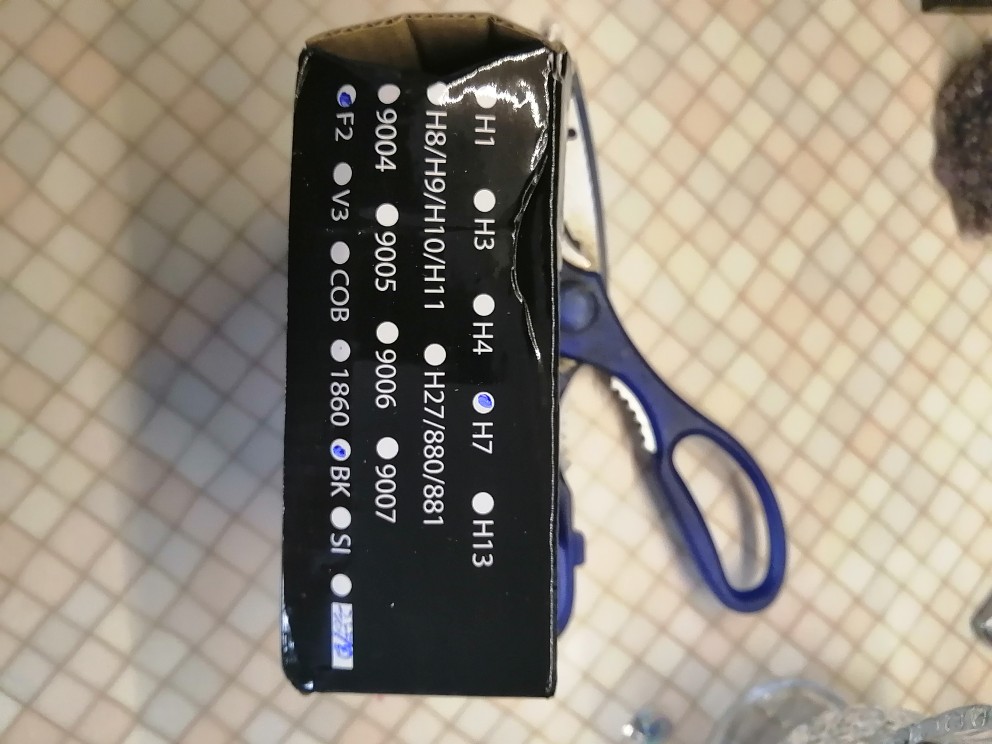 H1 H3 H4 H7 H13
H8/H9/H10/H11 H27/880/881
9004 9005 9006 9007
F2 V3 COB 1860 BK SI